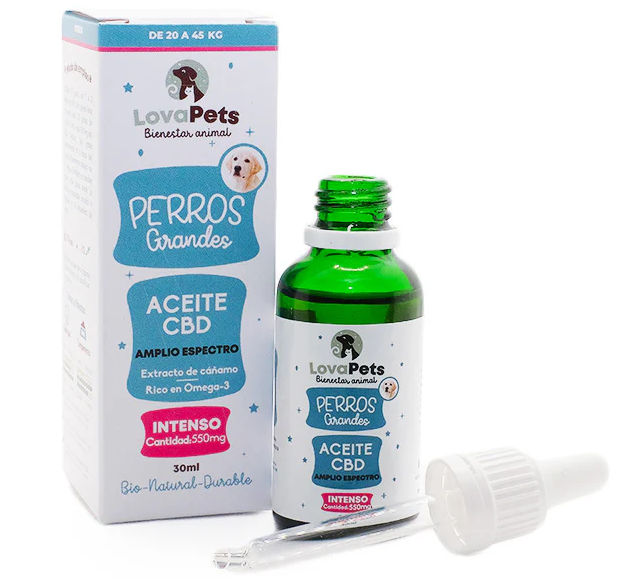 DE 20 A 45 KG
LovaPets
Bienestar animal
PERROS
Grandes
ACEITE
CBD
AMPLIO ESPECTRO
Extracto de cáñamo
Rico en Omega-3
INTENSO
Cantidad:550mg
30ml
Bio-Natural-Durable
LovaPets
Bienestar animal
PERROS
Grandes
ACEITE
CBD
AMPLIO ESPECTRO
INTENSO
Cantidad:550mg